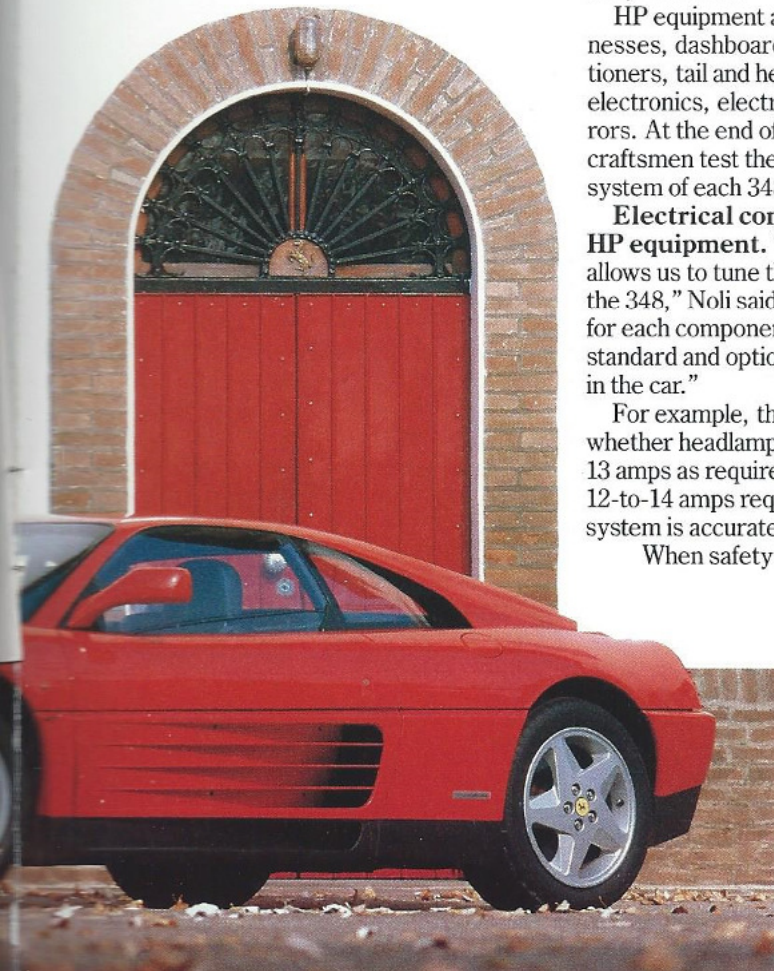 HP equipment a
nesses, dashboard
tioners, tail and he
electronics, electr
rors. At the end of
craftsmen test the
system of each 34
Electrical con
HP equipment.
allows us to tune t
the 348,” Noli said
for each componen
standard and optio
in the car.”
For example, th
whether headlamp
13 amps as require
12-to-14 amps req
system is accurate
When safety